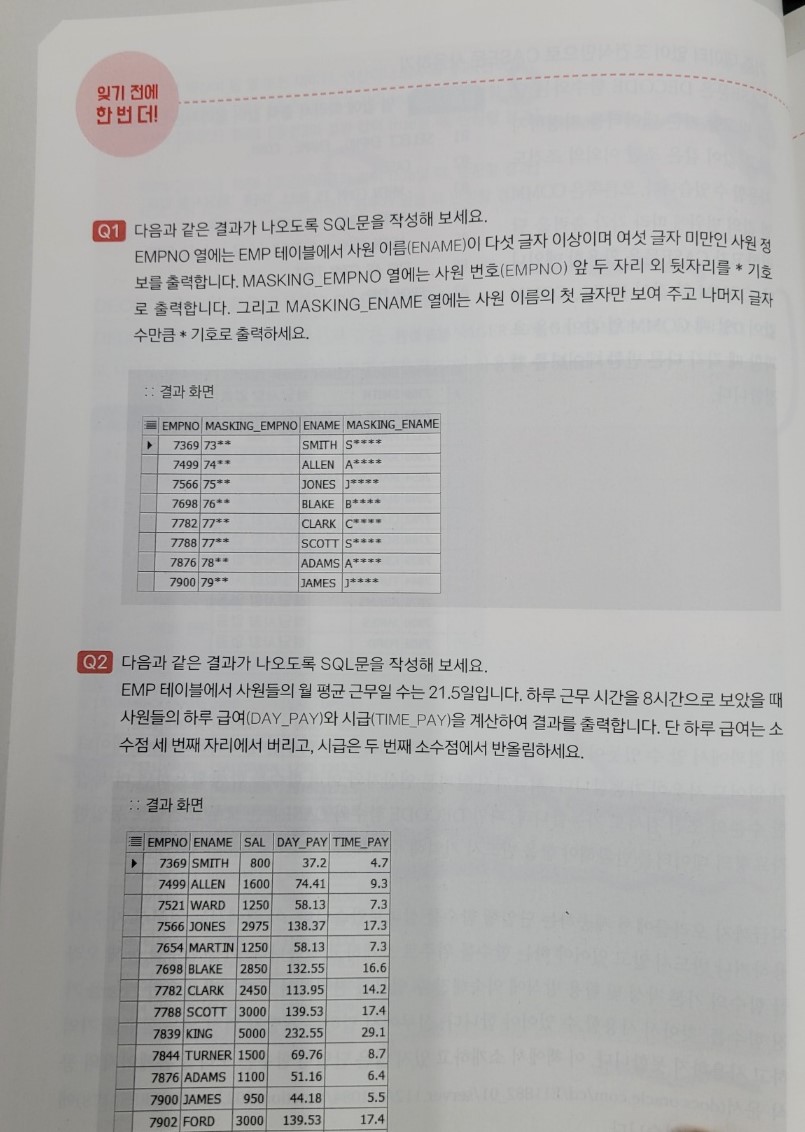 잊기 전에
한 번 더!
Q1 다음과 같은 결과가 나오도록 SQL문을 작성해 보세요.
EMPNO 열에는 EMP 테이블에서 사원 이름(ENAME)이 다섯 글자 이상이며 여섯 글자 미만인 사원 정
보를 출력합니다. MASKING_EMPNO 열에는 사원 번호(EMPNO) 앞 두 자리 외 뒷자리를 * 기호
로 출력합니다. 그리고 MASKING_ENAME 열에는 사원 이름의 첫 글자만 보여 주고 나머지 글자
수만큼 * 기호로 출력하세요.
:: 결과 화면
EMPNO MASKING_EMPNO ENAME MASKING_ENAME
7369 73** SMITH S****
7499 74** ALLEN A****
7566 75** JONES J****
7698 76** BLAKE B****
7782 77** CLARK C****
7788 77** SCOTT S****
7876 78** ADAMS A****
7900 79** JAMES J****
Q2 다음과 같은 결과가 나오도록 SQL문을 작성해 보세요.
EMP 테이블에서 사원들의 월 평균 근무일 수는 21.5일입니다. 하루 근무 시간을 8시간으로 보았을 때
사원들의 하루 급여(DAY_PAY)와 시급(TIME_PAY)을 계산하여 결과를 출력합니다. 단 하루 급여는 소
수점 세 번째 자리에서 버리고, 시급은 두 번째 소수점에서 반올림하세요.
:: 결과 화면
EMPNO ENAME SAL DAY_PAY TIME_PAY
7369 SMITH 800 37.2 4.7
7499 ALLEN 1600 74.41 9.3
7521 WARD 1250 58.13 7.3
7566 JONES 2975 138.37 17.3
7654 MARTIN 1250 58.13 7.3
7698 BLAKE 2850 132.55 16.6
7782 CLARK 2450 113.95 14.2
7788 SCOTT 3000 139.53 17.4
7839 KING 5000 232.55 29.1
7844 TURNER 1500 69.76 8.7
7876 ADAMS 1100 51.16 6.4
7900 JAMES 950 44.18 5.5
7902 FORD 3000 139.53 17.4